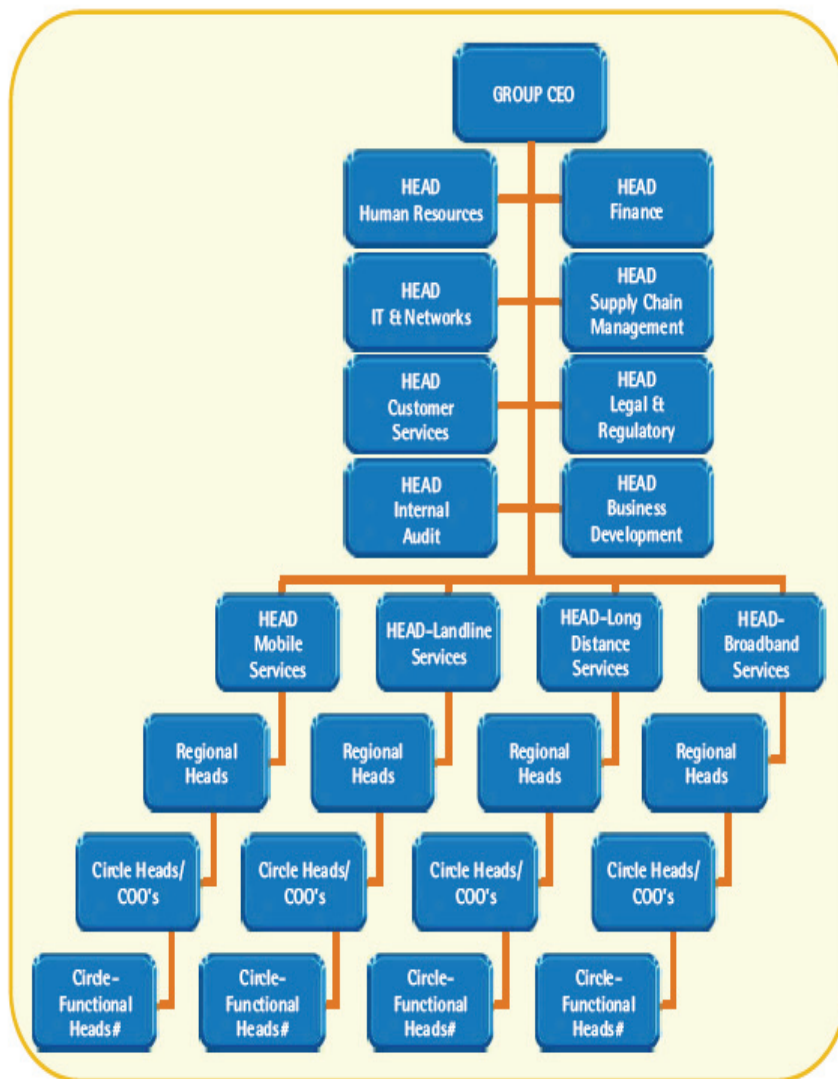 GROUP CEO
HEAD
Human Resources
HEAD
Finance
HEAD
IT & Networks
HEAD
Supply Chain
Management
HEAD
Customer
Services
HEAD
Legal &
Regulatory
HEAD
Internal
Audit
HEAD
Business
Development
HEAD
Mobile
Services
HEAD-Landline
Services
HEAD-Long
Distance
Services
HEAD-
Broadband
Services
Regional
Heads
Regional
Heads
Regional
Heads
Regional
Heads
Circle Heads/
COO's
Circle Heads/
COO's
Circle Heads/
COO's
Circle Heads/
COO's
Circle-
Functional
Heads#
Circle-
Functional
Heads#
Circle-
Functional
Heads#
Circle-
Functional
Heads#